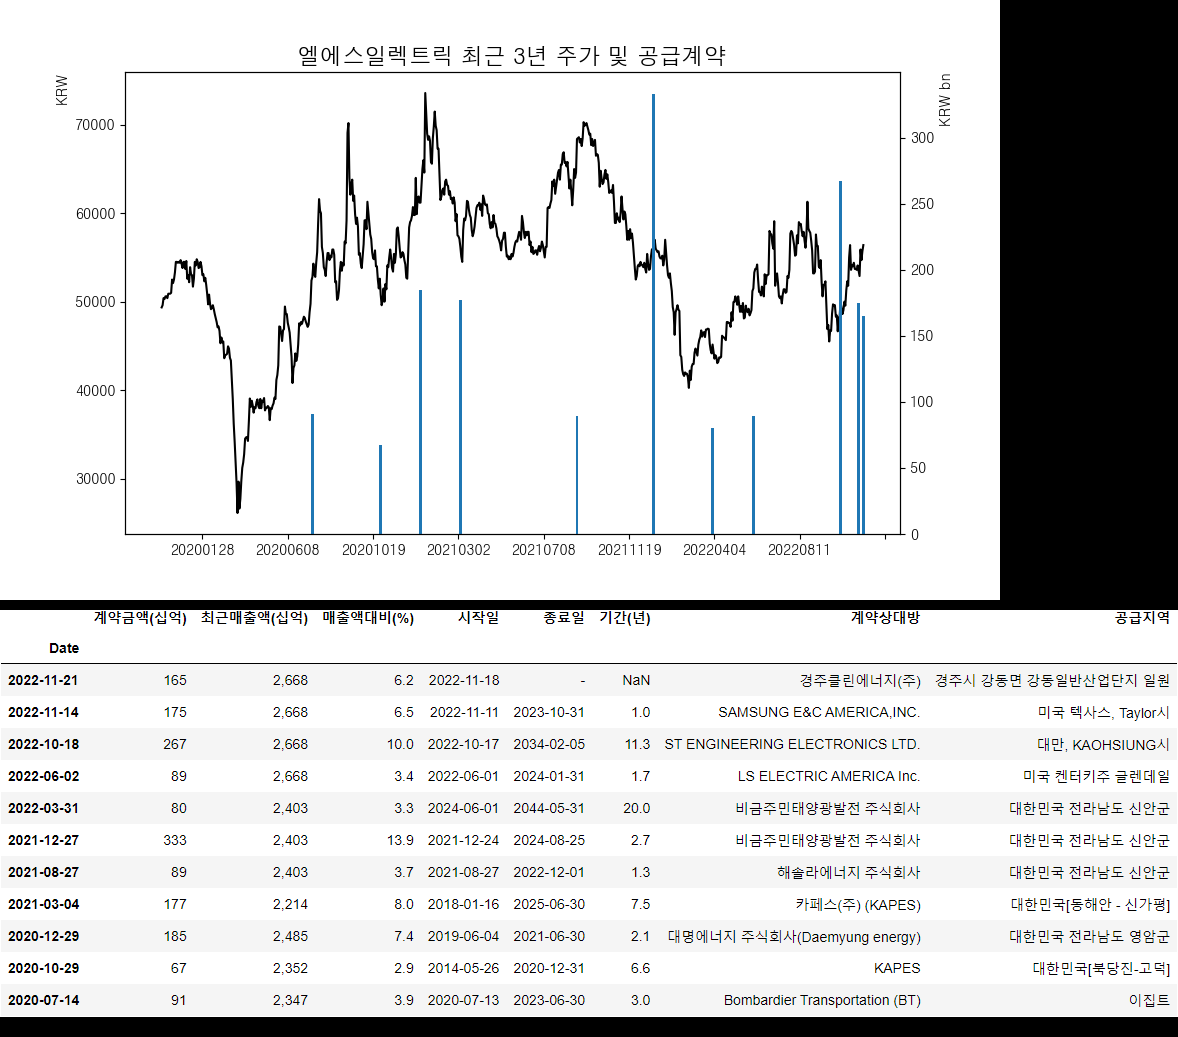 엘에스일렉트릭 최근 3년 주가 및 공급계약
KRW
KRW bn
70000
60000
50000
40000
30000
300
250
200
150
100
50
0
20200128 20200608 20201019 20210302 20210708 20211119 20220404 20220811
계약금액(십억) 최근매출액(십억) 매출액대비(%) 시작일 종료일 기간(년) 계약상대방 공급지역
Date
2022-11-21 165 2,668 6.2 2022-11-18 - NaN 경주클린에너지(주) 경주시 강동면 강동일반산업단지 일원
2022-11-14 175 2,668 6.5 2022-11-11 2023-10-31 1.0 SAMSUNG E&C AMERICA,INC. 미국 텍사스, Taylor시
2022-10-18 267 2,668 10.0 2022-10-17 2034-02-05 11.3 ST ENGINEERING ELECTRONICS LTD. 대만, KAOHSIUNG시
2022-06-02 89 2,668 3.4 2022-06-01 2024-01-31 1.7 LS ELECTRIC AMERICA Inc. 미국 켄터키주 글렌데일
2022-03-31 80 2,403 3.3 2024-06-01 2044-05-31 20.0 비금주민태양광발전 주식회사 대한민국 전라남도 신안군
2021-12-27 333 2,403 13.9 2021-12-24 2024-08-25 2.7 비금주민태양광발전 주식회사 대한민국 전라남도 신안군
2021-08-27 89 2,403 3.7 2021-08-27 2022-12-01 1.3 해솔라에너지 주식회사 대한민국 전라남도 신안군
2021-03-04 177 2,214 8.0 2018-01-16 2025-06-30 7.5 카페스(주) (KAPES) 대한민국[동해안 - 신가평]
2020-12-29 185 2,485 7.4 2019-06-04 2021-06-30 2.1 대명에너지 주식회사(Daemyung energy) 대한민국 전라남도 영암군
2020-10-29 67 2,352 2.9 2014-05-26 2020-12-31 6.6 KAPES 대한민국[북당진-고덕]
2020-07-14 91 2,347 3.9 2020-07-13 2023-06-30 3.0 Bombardier Transportation (BT) 이집트